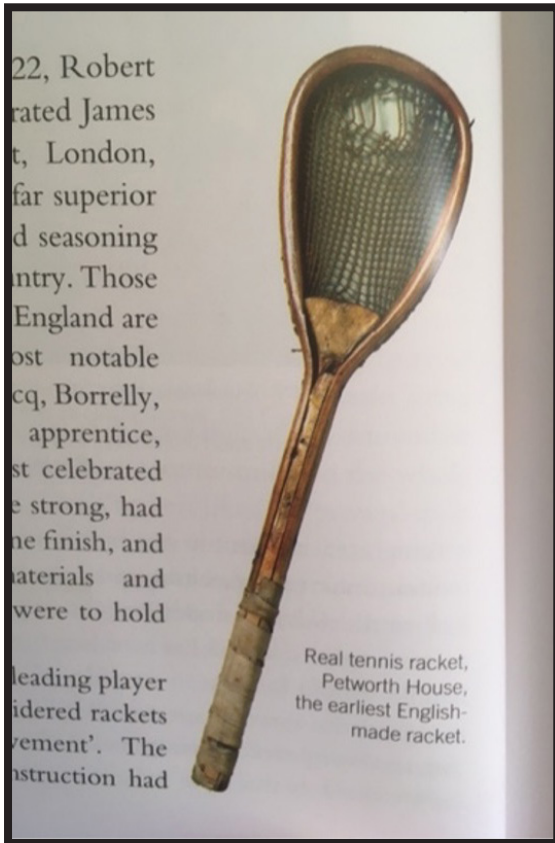 22, Robert
rated James
t, London,
far superior
d seasoning
ntry. Those
England are
ost notable
cq, Borrelly,
apprentice,
st celebrated
e strong, had
ne finish, and
aterials and
were to hold
leading player
idered rackets
vement'. The
nstruction had
Real tennis racket,
Petworth House,
the earliest English-
made racket.